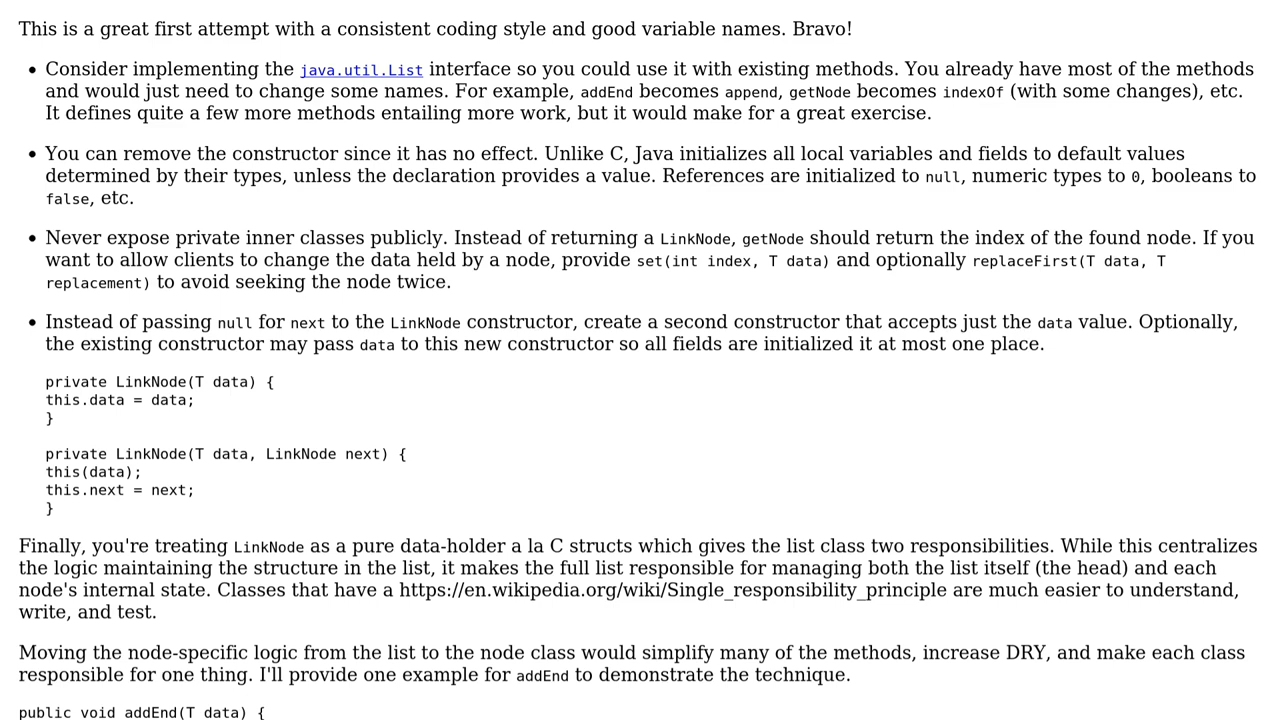 This is a great first attempt with a consistent coding style and good variable names. Bravo!
Consider implementing the java.util.List interface so you could use it with existing methods. You already have most of the methods
and would just need to change some names. For example, addEnd becomes append, getNode becomes indexOf (with some changes), etc.
It defines quite a few more methods entailing more work, but it would make for a great exercise.
You can remove the constructor since it has no effect. Unlike C, Java initializes all local variables and fields to default values
determined by their types, unless the declaration provides a value. References are initialized to null, numeric types to 0, booleans to
false, etc.
Never expose private inner classes publicly. Instead of returning a LinkNode, getNode should return the index of the found node. If you
want to allow clients to change the data held by a node, provide set(int index, T data) and optionally replaceFirst(T data, T
replacement) to avoid seeking the node twice.
Instead of passing null for next to the LinkNode constructor, create a second constructor that accepts just the data value. Optionally,
the existing constructor may pass data to this new constructor so all fields are initialized it at most one place.
private LinkNode(T data) {
this.data = data;
}
private LinkNode(T data, LinkNode next) {
this(data);
this.next = next;
}
Finally, you're treating LinkNode as a pure data-holder a la C structs which gives the list class two responsibilities. While this centralizes
the logic maintaining the structure in the list, it makes the full list responsible for managing both the list itself (the head) and each
node's internal state. Classes that have a https://en.wikipedia.org/wiki/Single_responsibility_principle are much easier to understand,
write, and test.
Moving the node-specific logic from the list to the node class would simplify many of the methods, increase DRY, and make each class
responsible for one thing. I'll provide one example for addEnd to demonstrate the technique.
public void addEnd(T data) {